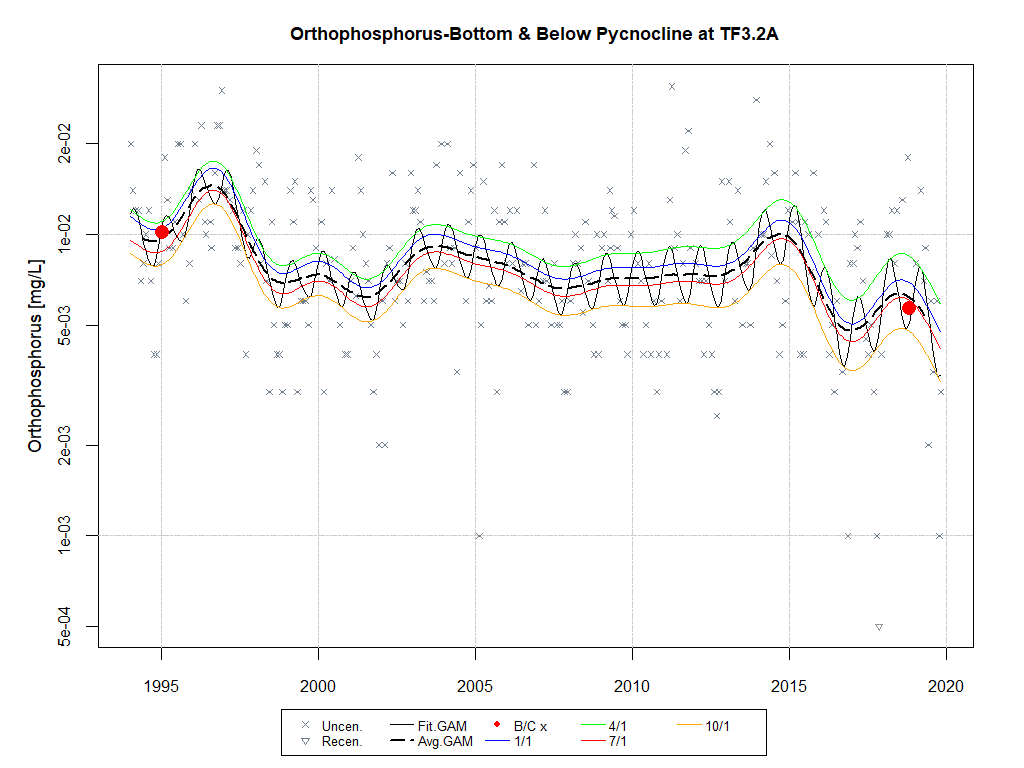 Orthophosphorus-Bottom & Below Pycnocline at TF3.2A
Orthophosphorus [mg/L]
2e-02
1e-02
5e-03
2e-03
1e-03
5e-04
1995 2000 2005 2010 2015 2020
Uncen. Fit.GAM B/C x 4/1 10/1
Recen. Avg.GAM 1/1 7/1